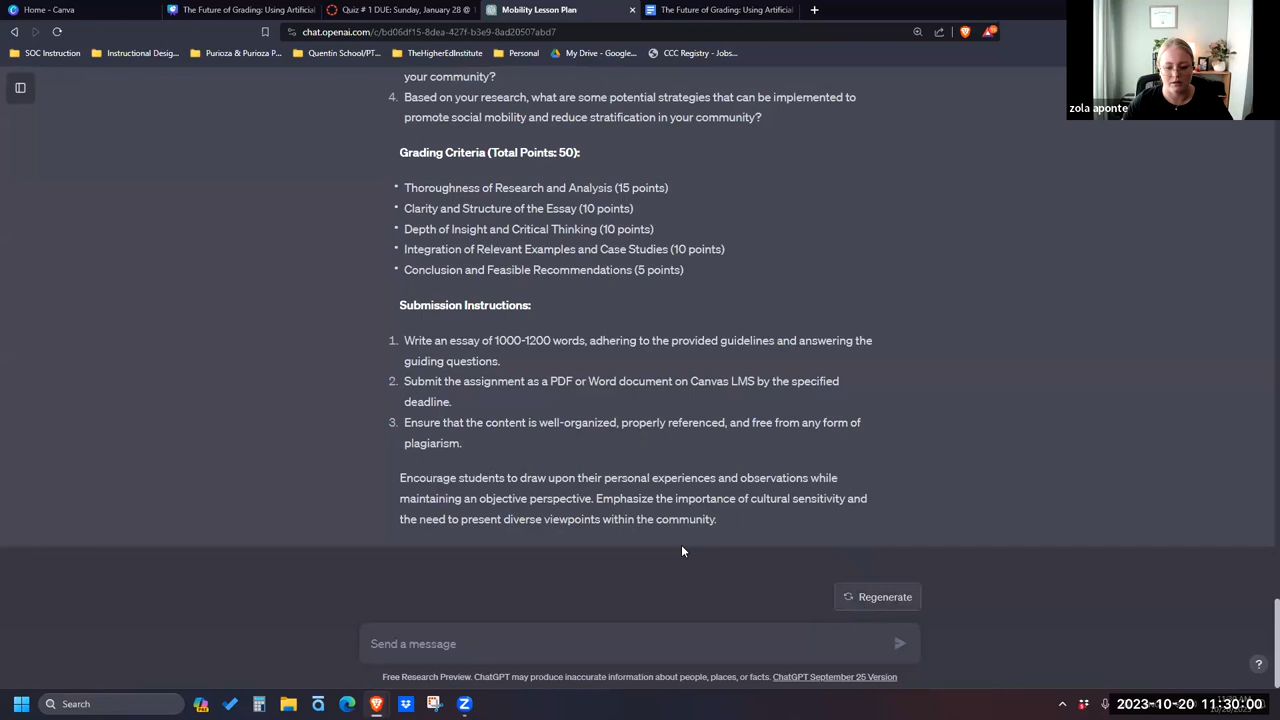 Home - Canva
The Future of Grading: Using Artificial
Quiz # 1 DUE: Sunday, January 28 @
Mobility Lesson Plan
The Future of Grading: Using Artificial
chat.openai.com/c/bd06df15-8dea-427f-b3e9-8ad20507abd7
SOC Instruction
Instructional Desig...
Purioza & Purioza P...
Quentin School/PT...
TheHigherEdInstitute
Personal
My Drive - Google...
CCC Registry - Todd...
zola aponte
your community?
4. Based on your research, what are some potential strategies that can be implemented to
promote social mobility and reduce stratification in your community?
Grading Criteria (Total Points: 50):
• Thoroughness of Research and Analysis (15 points)
• Clarity and Structure of the Essay (10 points)
• Depth of Insight and Critical Thinking (10 points)
• Integration of Relevant Examples and Case Studies (10 points)
• Conclusion and Feasible Recommendations (5 points)
Submission Instructions:
1. Write an essay of 1000-1200 words, adhering to the provided guidelines and answering the
guiding questions.
2. Submit the assignment as a PDF or Word document on Canvas LMS by the specified
deadline.
3. Ensure that the content is well-organized, properly referenced, and free from any form of
plagiarism.
Encourage students to draw upon their personal experiences and observations while
maintaining an objective perspective. Emphasize the importance of cultural sensitivity and
the need to present diverse viewpoints within the community.
Regenerate
Send a message
Free Research Preview. ChatGPT may produce inaccurate information about people, places, or facts. ChatGPT September 25 Version
?
Search
2023-10-20 11:30:00